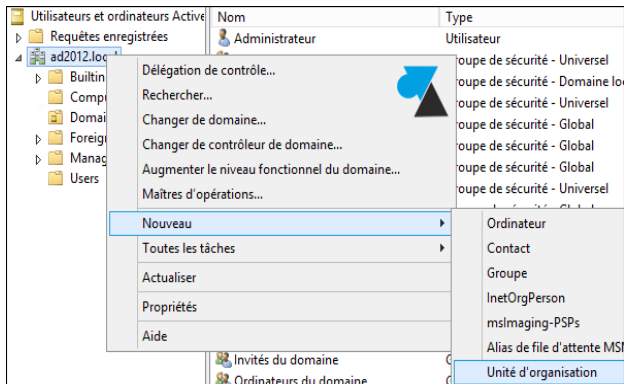 Utilisateurs et ordinateurs Active
Nom
Type
Requêtes enregistrées
Administrateur
Utilisateur
ad2012.local
Délégation de contrôle...
Rechercher...
Changer de domaine...
Changer de contrôleur de domaine...
Augmenter le niveau fonctionnel du domaine...
Maîtres d'opérations...
Nouveau
Toutes les tâches
Actualiser
Propriétés
Aide
Builtin
Comp
Domai
Foreig
Manag
Users
roupe de sécurité - Universel
roupe de sécurité - Domaine lo
roupe de sécurité - Universel
roupe de sécurité - Global
roupe de sécurité - Global
roupe de sécurité - Global
roupe de sécurité - Universel
Ordinateur
Contact
Groupe
InetOrgPerson
msImaging-PSPs
Alias de file d'attente MSM
Unité d'organisation
Invités du domaine
Ordinateurs du domaine